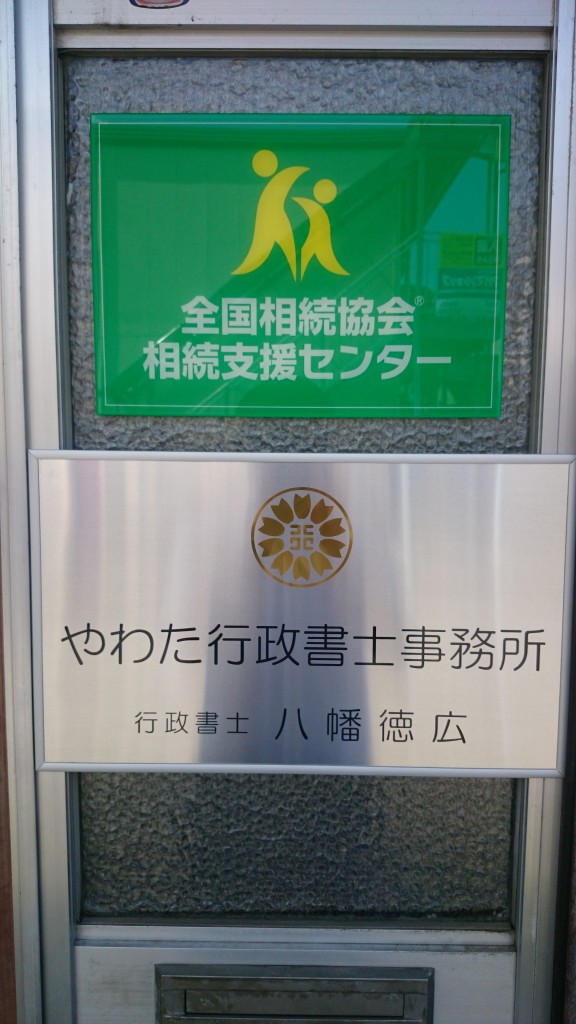 全国相続協会®
相続支援センター
やわた行政書士事務所
行政書士 八幡徳広